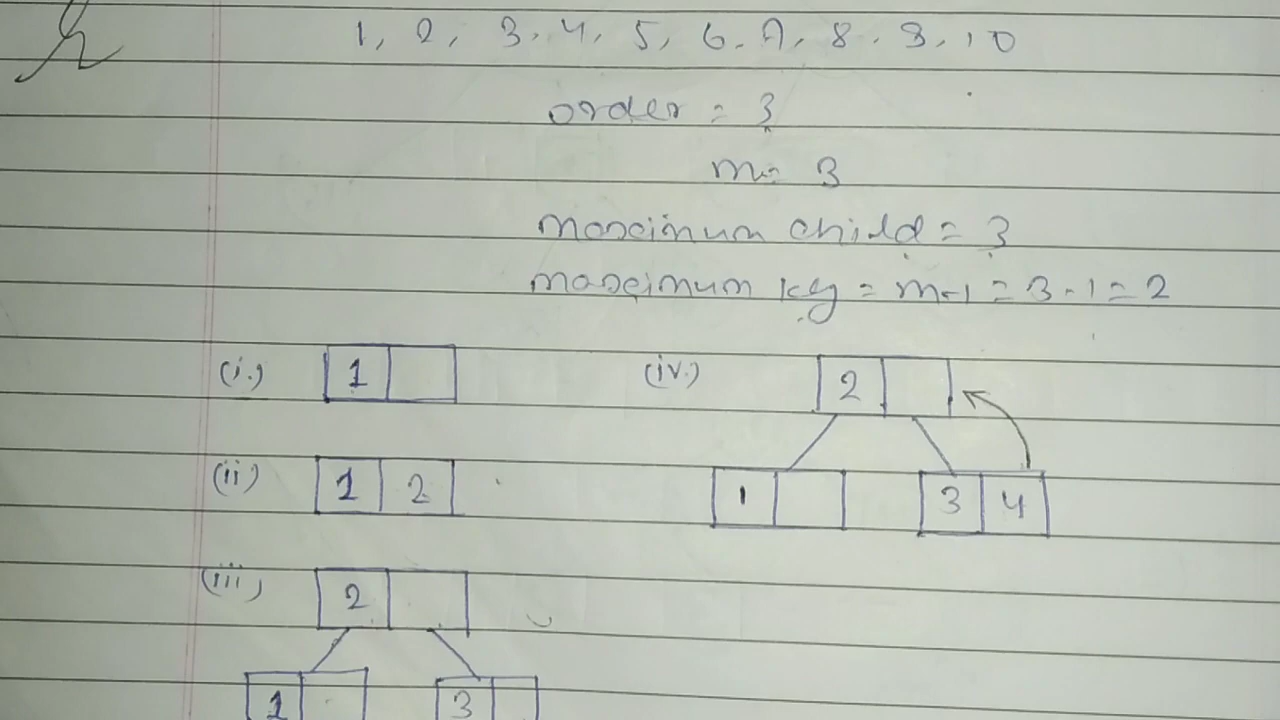 1, 2, 3, 4, 5, 6, 7, 8, 9, 10
order = 3
m = 3
maximum child = 3
maximum key = m-1 = 3-1 = 2
(i.) 1
(iv.) 2
(ii) 1 2
1 3 4
(iii) 2
1 3